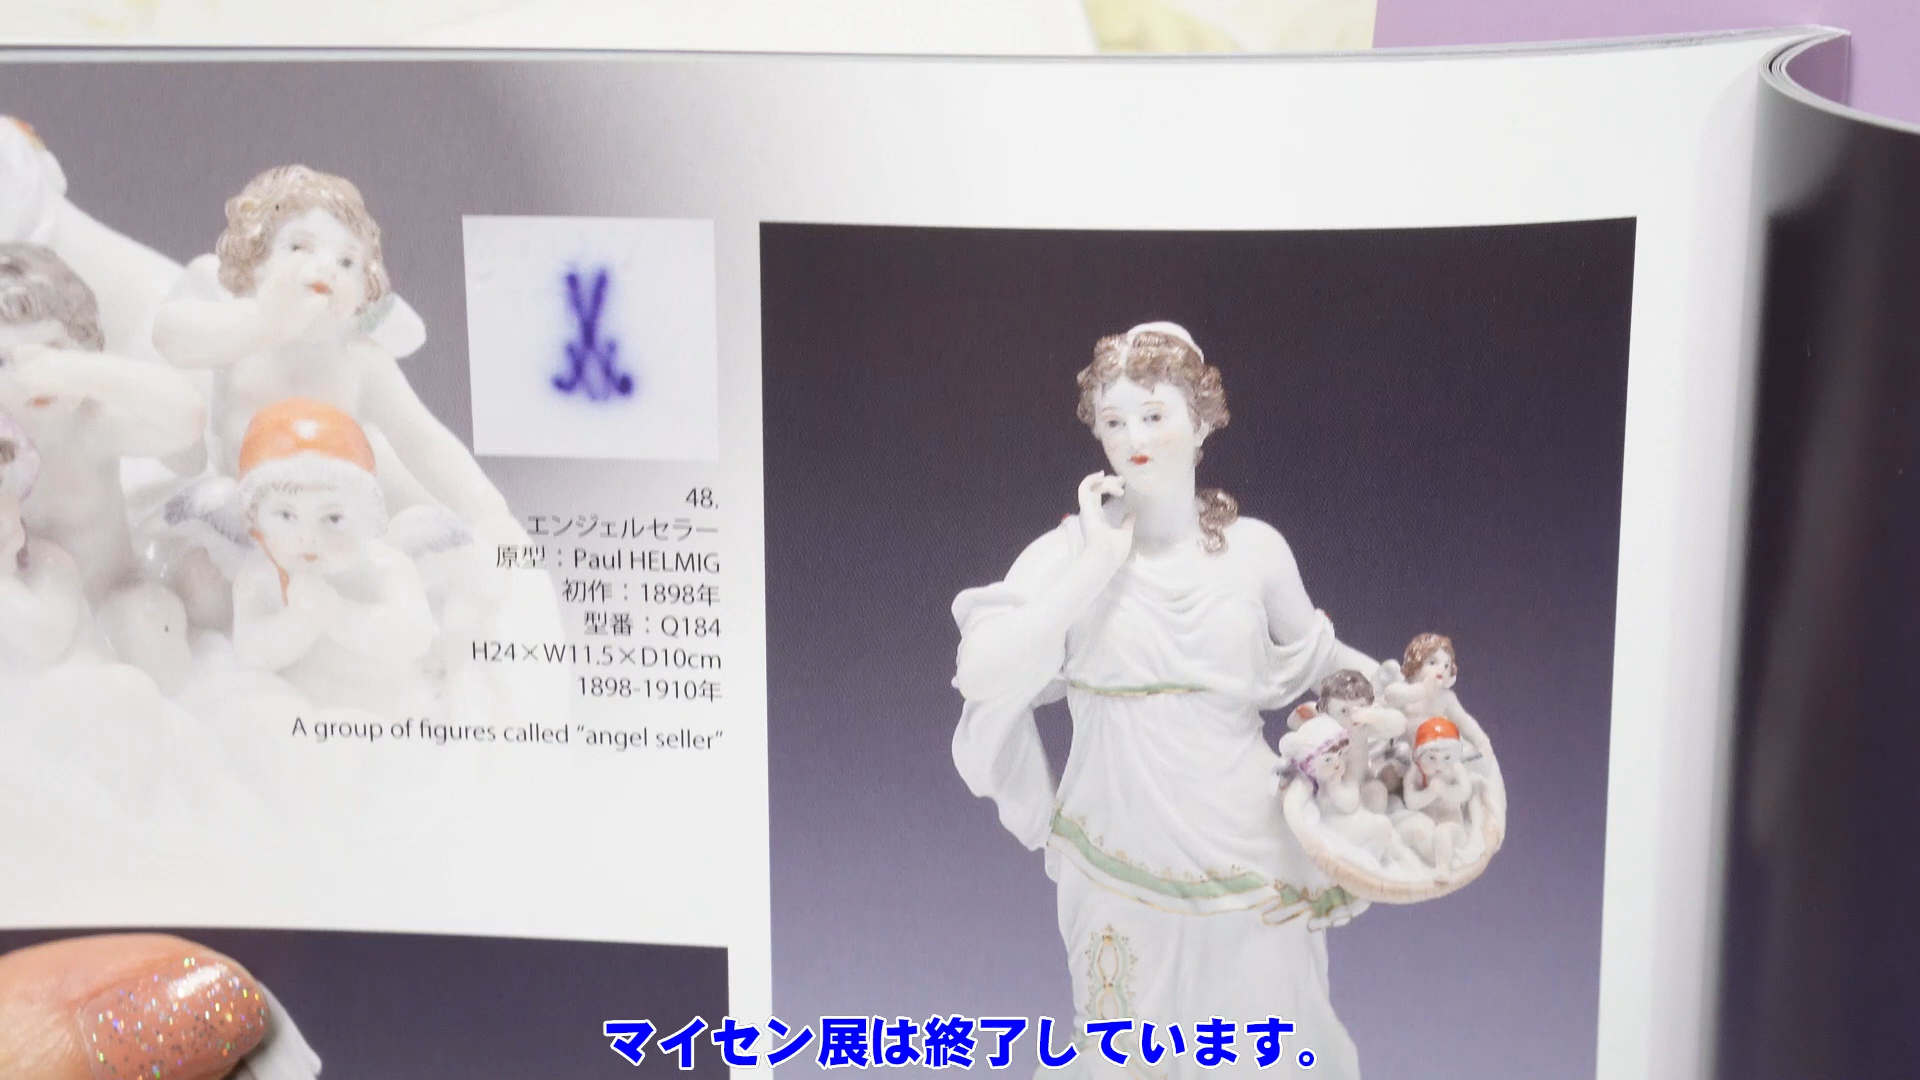 48.
エンジェルセラー
原型：Paul HELMIG
初作：1898年
型番：Q184
H24×W11.5×D10cm
1898-1910年
A group of figures called “angel seller”
マイセン展は終了しています。